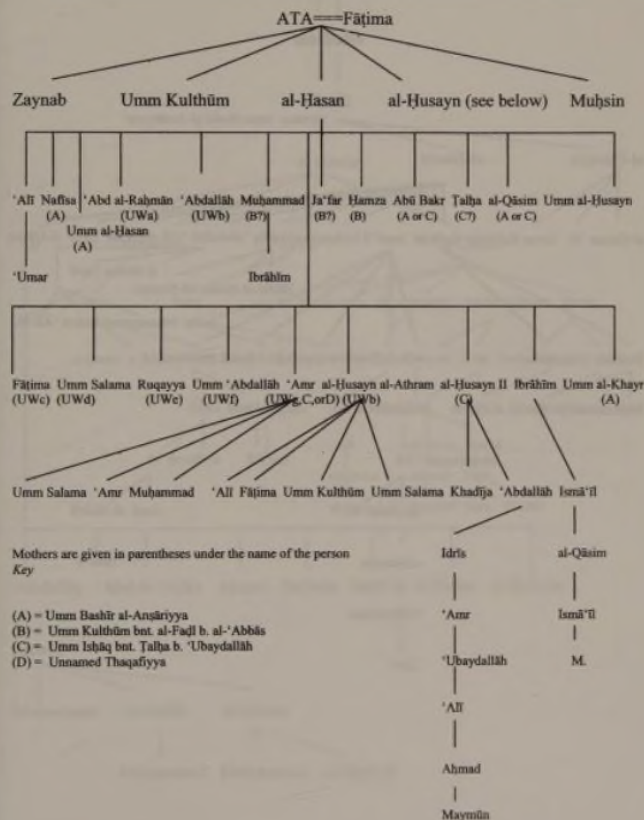 ATA===Fāṭima
Zaynab Umm Kulthūm al-Ḥasan al-Ḥusayn (see below) Muḥsin
ʿAlī Nafīsa ʿAbd al-Raḥmān ʿAbdallāh Muḥammad Jaʿfar Ḥamza Abū Bakr Ṭalḥa al-Qāsim Umm al-Ḥusayn
(A) (UWa) (UWb) (B?) (B?) (B) (A or C) (C?) (A or C)
Umm al-Ḥasan
(A)
ʿUmar Ibrāhīm
Fāṭima Umm Salama Ruqayya Umm ʿAbdallāh ʿAmr al-Ḥusayn al-Athram al-Ḥusayn II Ibrāhīm Umm al-Khayr
(UWc) (UWd) (UWe) (UWf) (UWg,C,orD) (UWb) (C) (A)
Umm Salama ʿAmr Muḥammad ʿAlī Fāṭima Umm Kulthūm Umm Salama Khadīja ʿAbdallāh Ismāʿīl
Mothers are given in parentheses under the name of the person Idrīs al-Qāsim
Key
(A) = Umm Bashīr al-Anṣāriyya ʿAmr Ismāʿīl
(B) = Umm Kulthūm bnt. al-Faḍl b. al-ʿAbbās
(C) = Umm Isḥāq bnt. Ṭalḥa b. ʿUbaydallāh
(D) = Unnamed Thaqafiyya ʿUbaydallāh M.
ʿAlī
Aḥmad
Maymūn